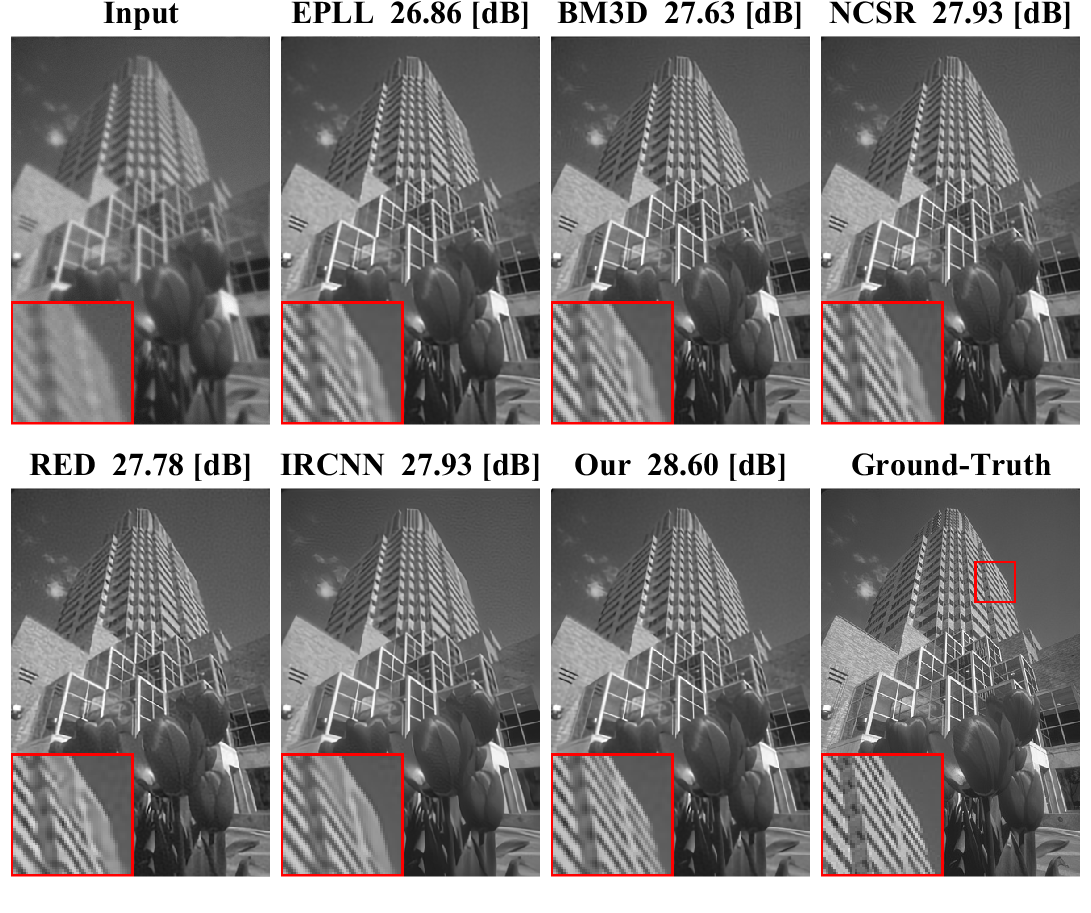 Input EPLL 26.86 [dB] BM3D 27.63 [dB] NCSR 27.93 [dB]
RED 27.78 [dB] IRCNN 27.93 [dB] Our 28.60 [dB] Ground-Truth